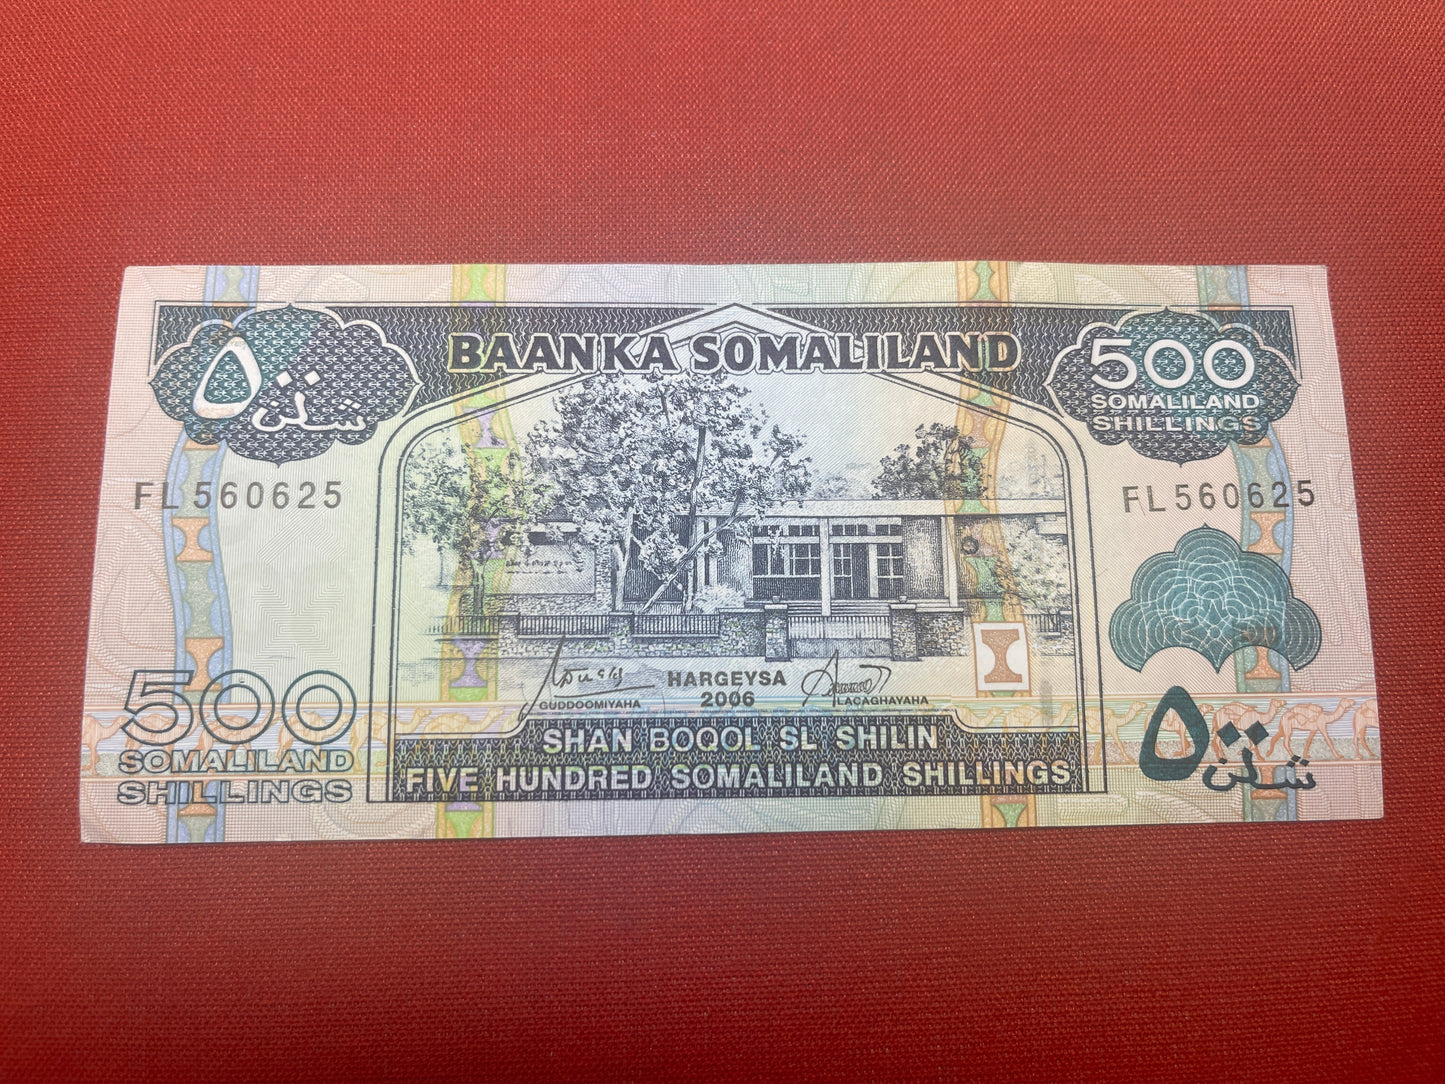 BAANKA SOMALILAND
٥٠٠
شلن
500
SOMALILAND
SHILLINGS
FL560625
FL560625
HARGEYSA
2006
GUDDOOMIYAHA
LACAGHAYAHA
500
SOMALILAND
SHILLINGS
SHAN BOQOL SL SHILIN
FIVE HUNDRED SOMALILAND SHILLINGS
٥٠٠
شلن